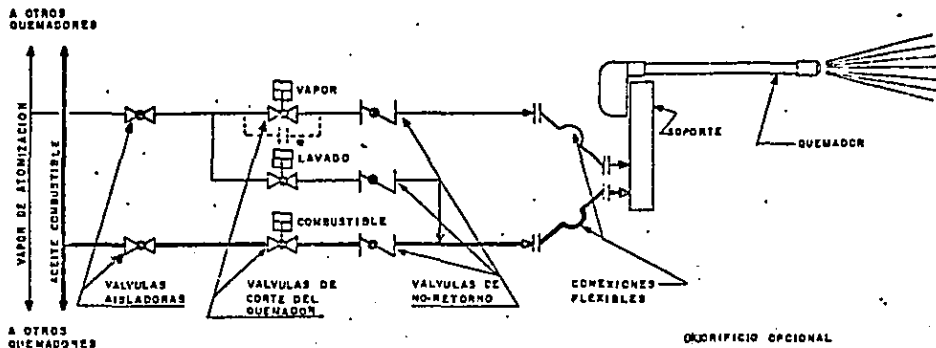 A OTROS
QUEMADORES
VAPOR DE ATOMIZACION
ACEITE COMBUSTIBLE
VAPOR
LAVADO
COMBUSTIBLE
SOPORTE
QUEMADOR
VALVULAS
AISLADORAS
VALVULAS DE
CORTE DEL
QUEMADOR
VALVULAS DE
NO-RETORNO
CONEXIONES
FLEXIBLES
A OTROS
QUEMADORES
ORIFICIO OPCIONAL